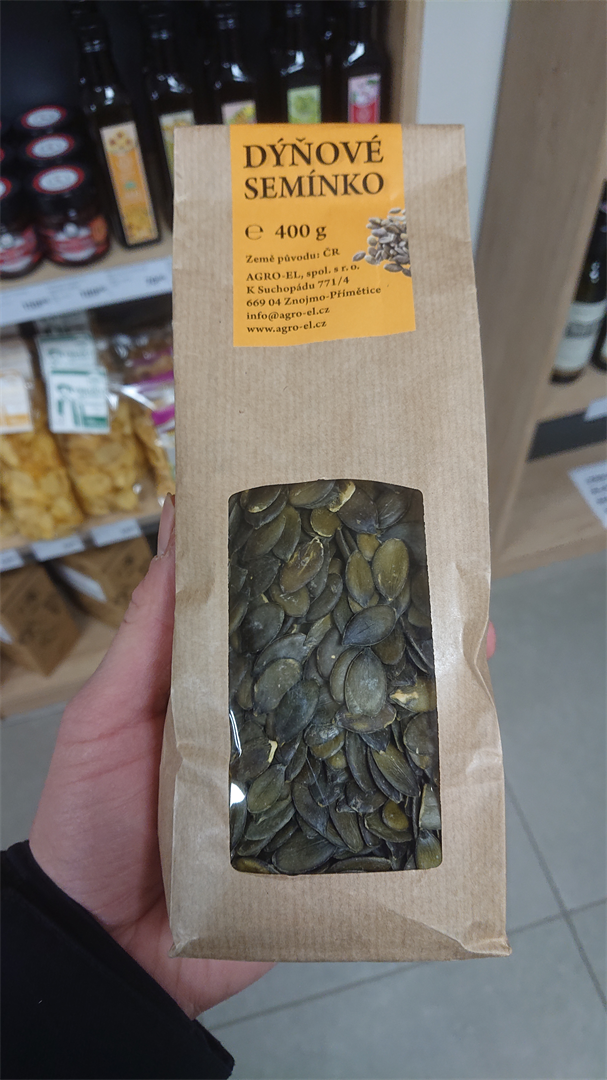 DÝŇOVÉ
SEMÍNKO
℮ 400 g
Země původu: ČR
AGRO-EL, spol. s r. o.
K Suchopádu 771/4
669 04 Znojmo-Přímětice
info@agro-el.cz
www.agro-el.cz